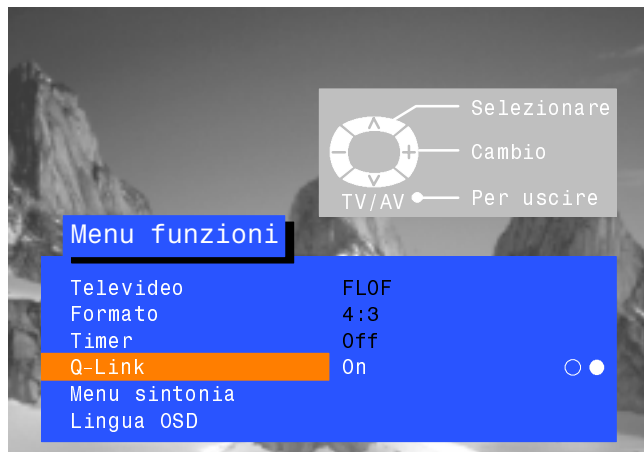 Selezionare
Cambio
TV/AV Per uscire
Menu funzioni
Televideo FLOF
Formato 4:3
Timer Off
Q-Link On
Menu sintonia
Lingua OSD